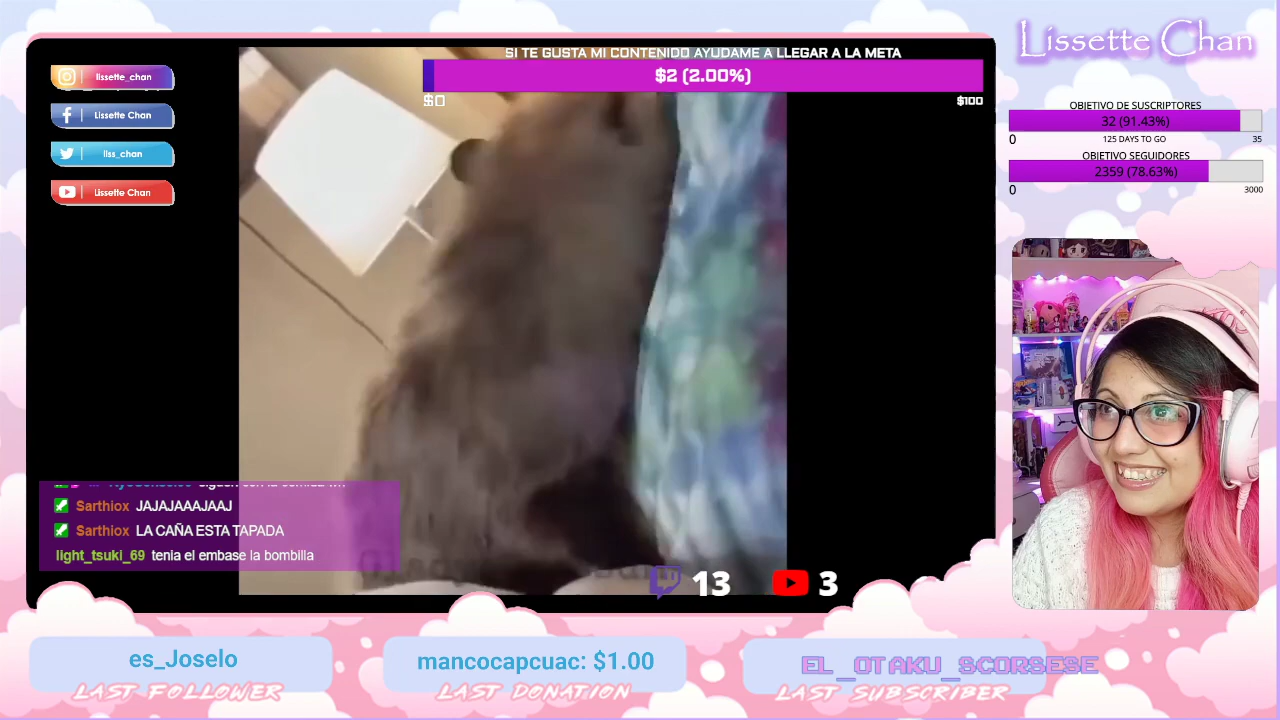 Lissette Chan
SI TE GUSTA MI CONTENIDO AYUDAME A LLEGAR A LA META
$2 (2.00%)
$0
$100
lissette_chan
Lissette Chan
liss_chan
Lissette Chan
OBJETIVO DE SUSCRIPTORES
32 (91.43%)
0
125 DAYS TO GO
35
OBJETIVO SEGUIDORES
2359 (78.63%)
0
3000
Sarthiox JAJAJAAAJAAJ
Sarthiox LA CAÑA ESTA TAPADA
light_tsuki_69 tenia el embase la bombilla
13
3
es_Joselo
LAST FOLLOWER
mancocapcuac: $1.00
LAST DONATION
EL_OTAKU_SCORSESE
LAST SUBSCRIBER